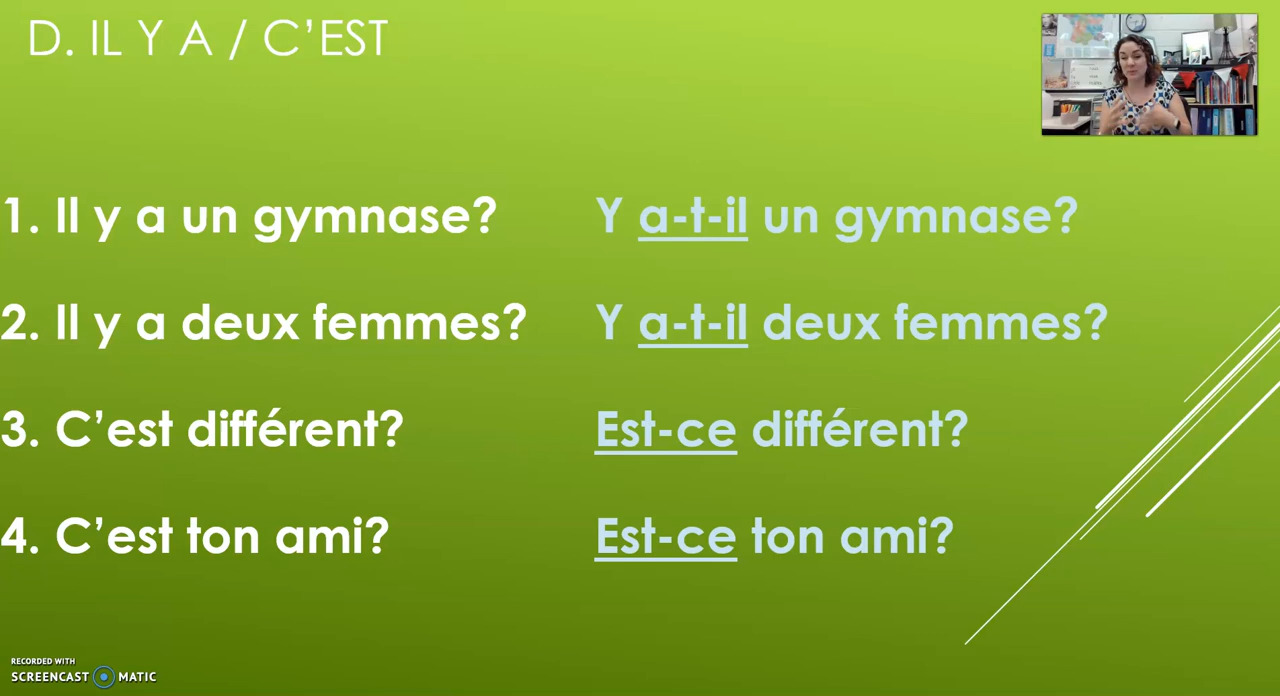 D. IL Y A / C’EST
1. Il y a un gymnase? Y a-t-il un gymnase?
2. Il y a deux femmes? Y a-t-il deux femmes?
3. C’est différent? Est-ce différent?
4. C’est ton ami? Est-ce ton ami?
RECORDED WITH
SCREENCAST MATIC